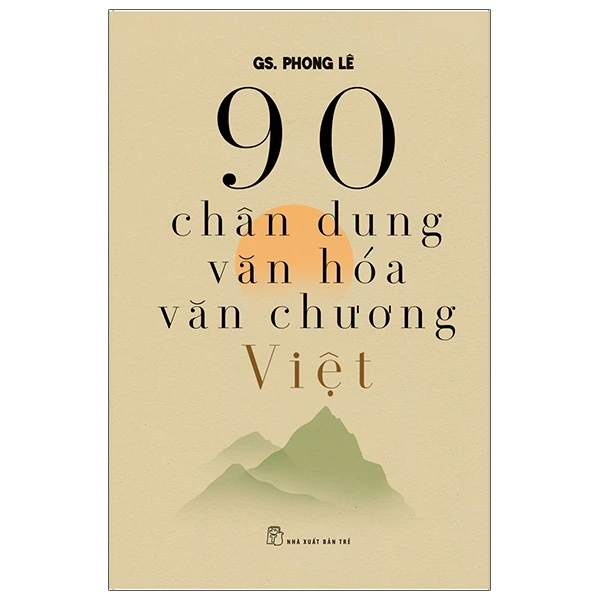 GS. PHONG LÊ
90
chân dung
văn hóa
văn chương
Việt
NHÀ XUẤT BẢN TRẺ